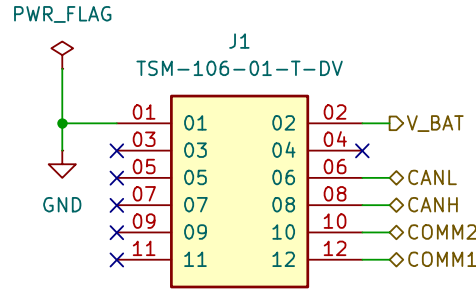 PWR_FLAG
J1
TSM-106-01-T-DV
01 01 02 02 V_BAT
03 03 04 04
05 05 06 06 CANL
07 07 08 08 CANH
GND
09 09 10 10 COMM2
11 11 12 12 COMM1